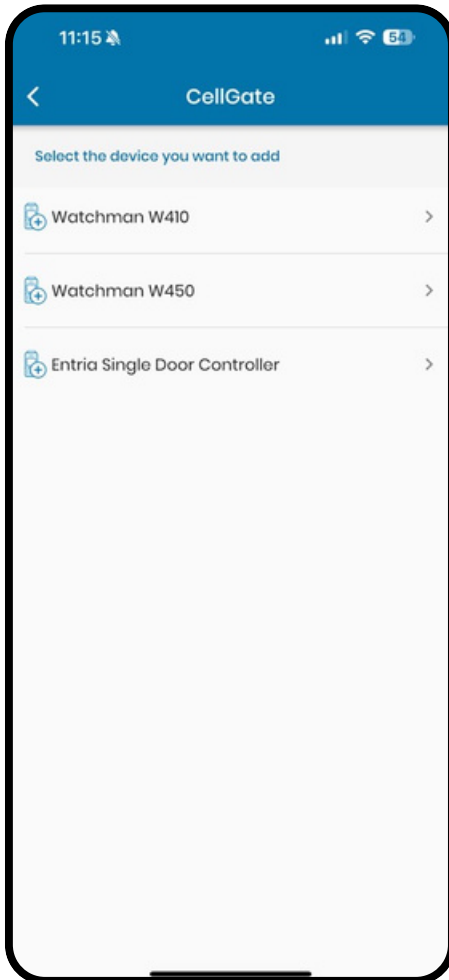 11:15
54
CellGate
Select the device you want to add
Watchman W410
Watchman W450
Entria Single Door Controller